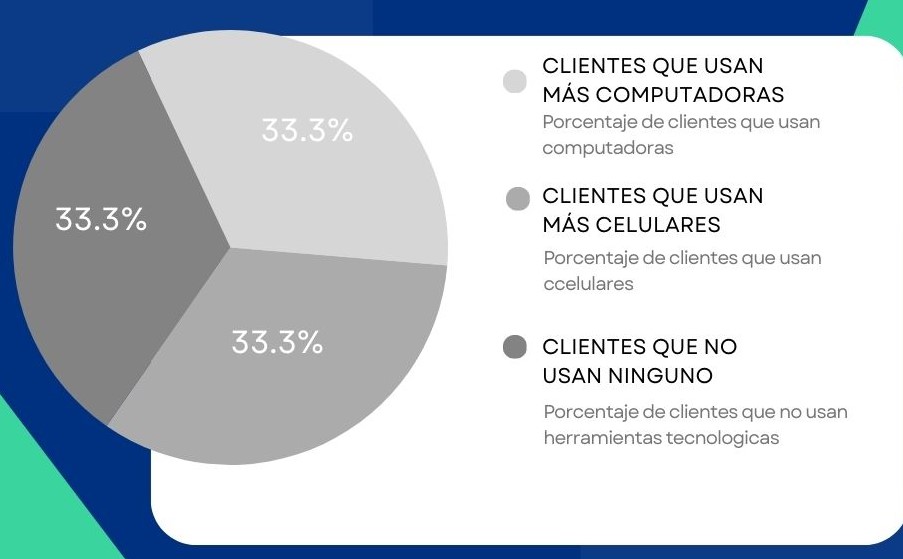 33.3%
33.3%
33.3%
CLIENTES QUE USAN
MÁS COMPUTADORAS
Porcentaje de clientes que usan
computadoras
CLIENTES QUE USAN
MÁS CELULARES
Porcentaje de clientes que usan
ccelulares
CLIENTES QUE NO
USAN NINGUNO
Porcentaje de clientes que no usan
herramientas tecnologicas